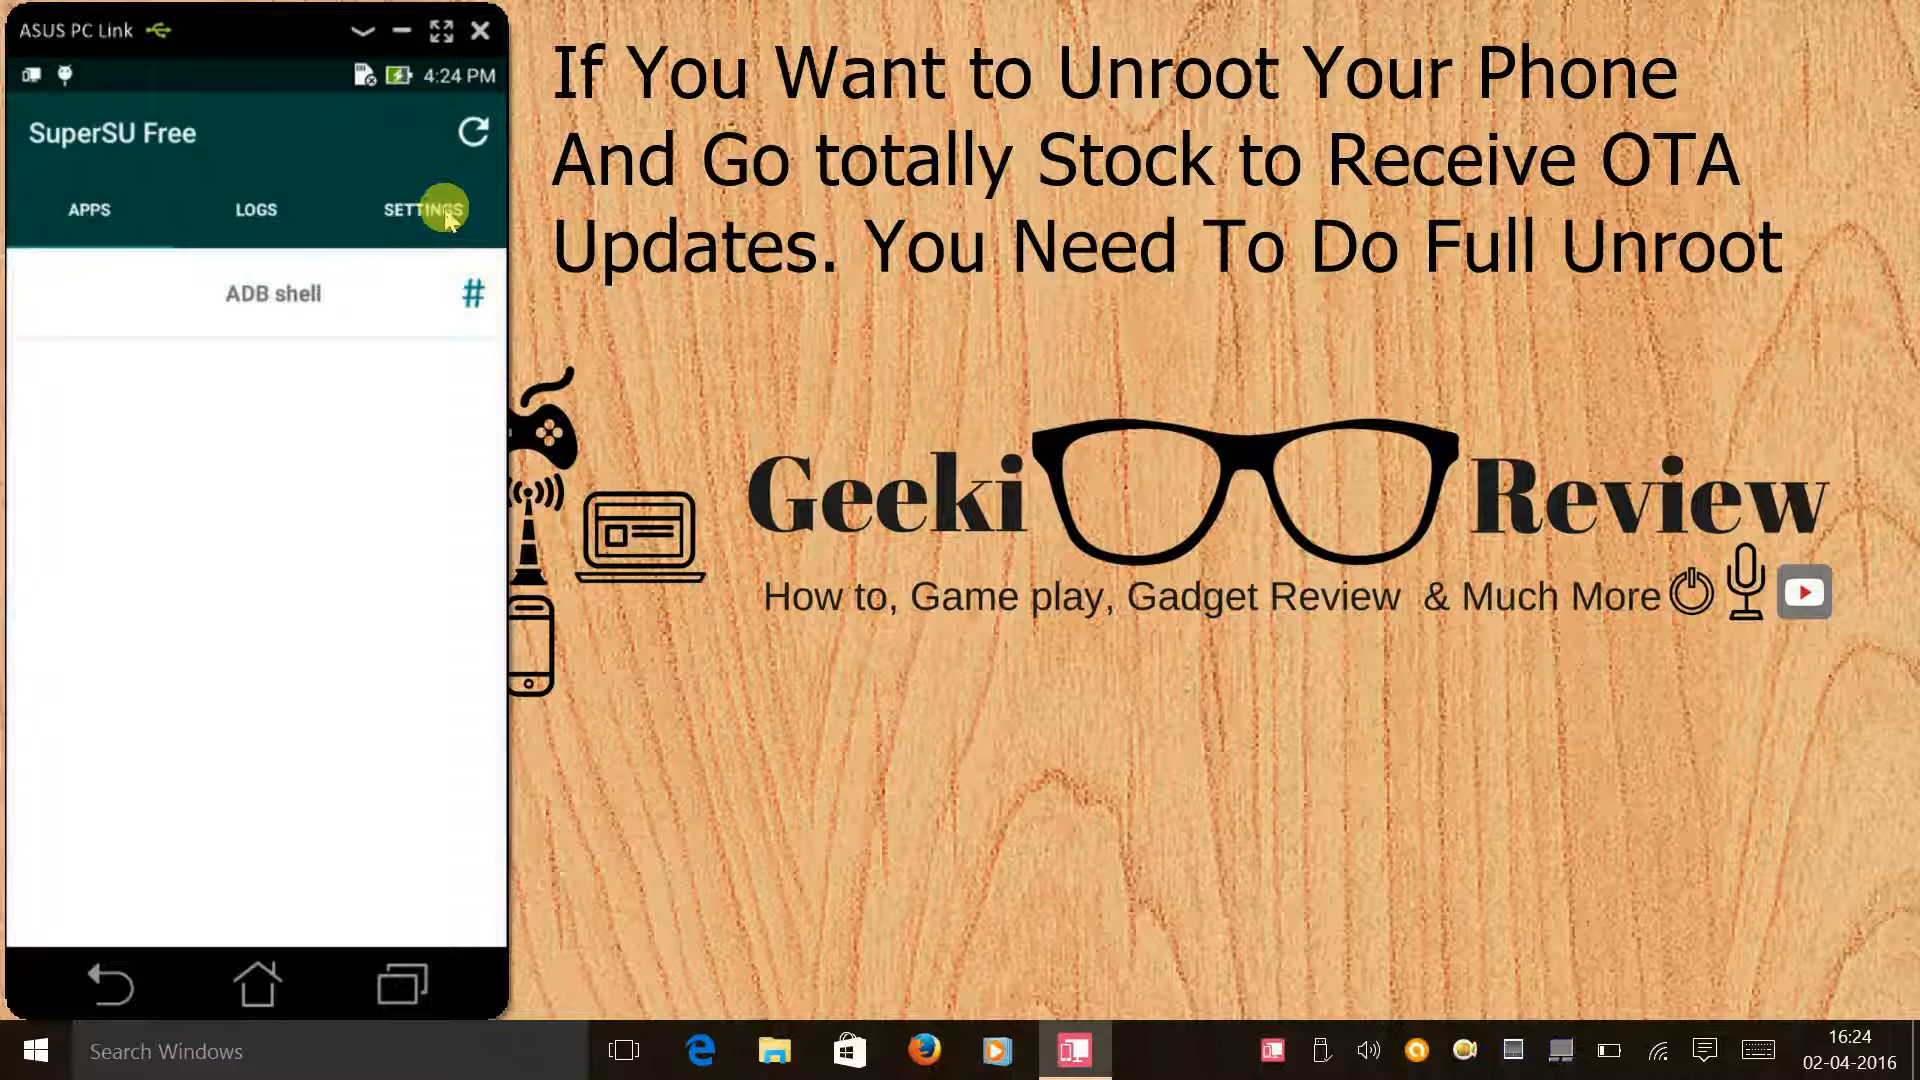 ASUS PC Link
4:24 PM
SuperSU Free
APPS
LOGS
SETTINGS
ADB shell
#
If You Want to Unroot Your Phone
And Go totally Stock to Receive OTA
Updates. You Need To Do Full Unroot
Geeki Review
How to, Game play, Gadget Review & Much More
Search Windows
16:24
02-04-2016